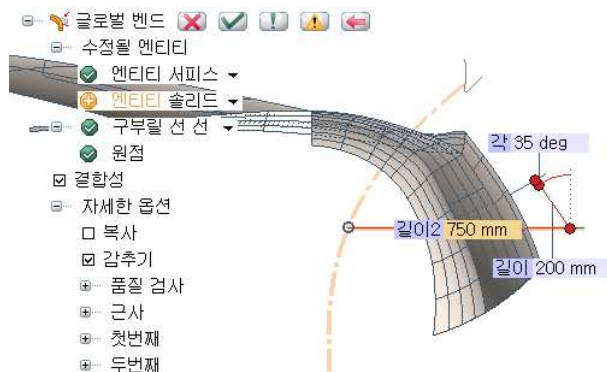 글로벌 벤드
수정될 엔티티
엔티티 서피스
엔티티 솔리드
구부릴 선 선
원점
결합성
자세한 옵션
복사
감추기
품질 검사
근사
첫번째
두번째
각 35 deg
길이2 750 mm
길이 200 mm